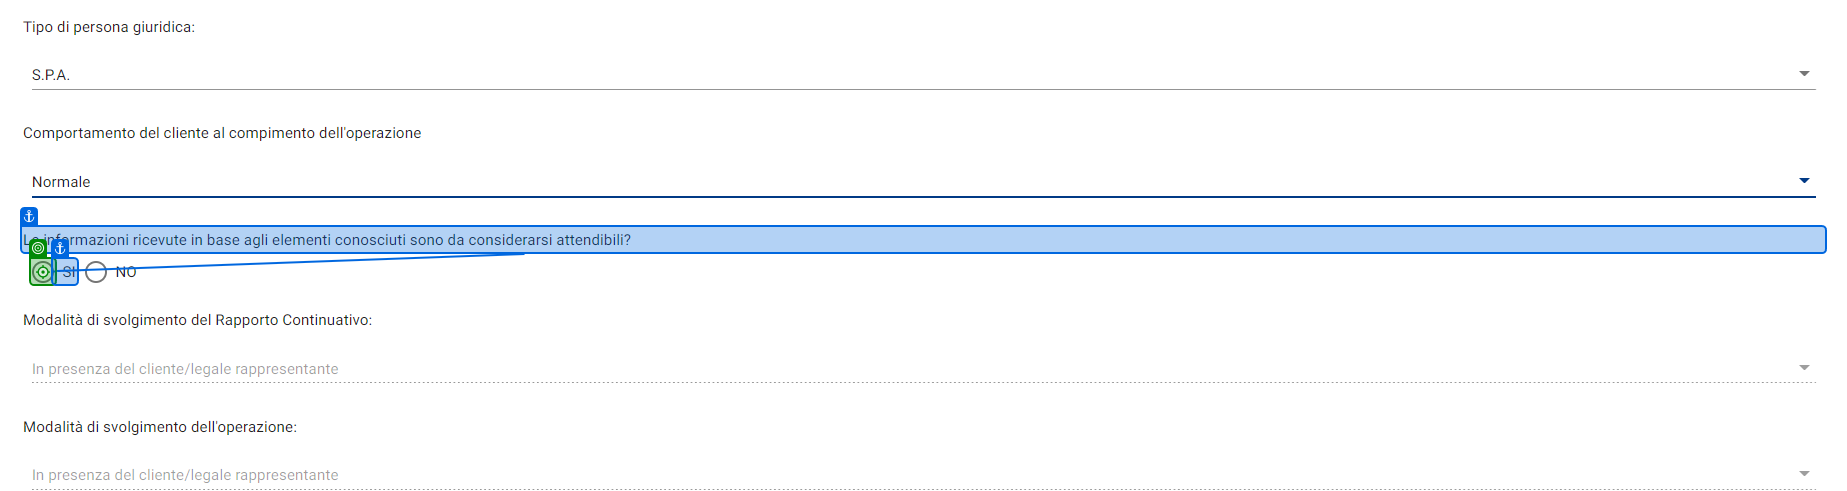 Tipo di persona giuridica:
S.P.A.
Comportamento del cliente al compimento dell'operazione
Normale
Le informazioni ricevute in base agli elementi conosciuti sono da considerarsi attendibili?
SI NO
Modalità di svolgimento del Rapporto Continuativo:
In presenza del cliente/legale rappresentante
Modalità di svolgimento dell'operazione:
In presenza del cliente/legale rappresentante